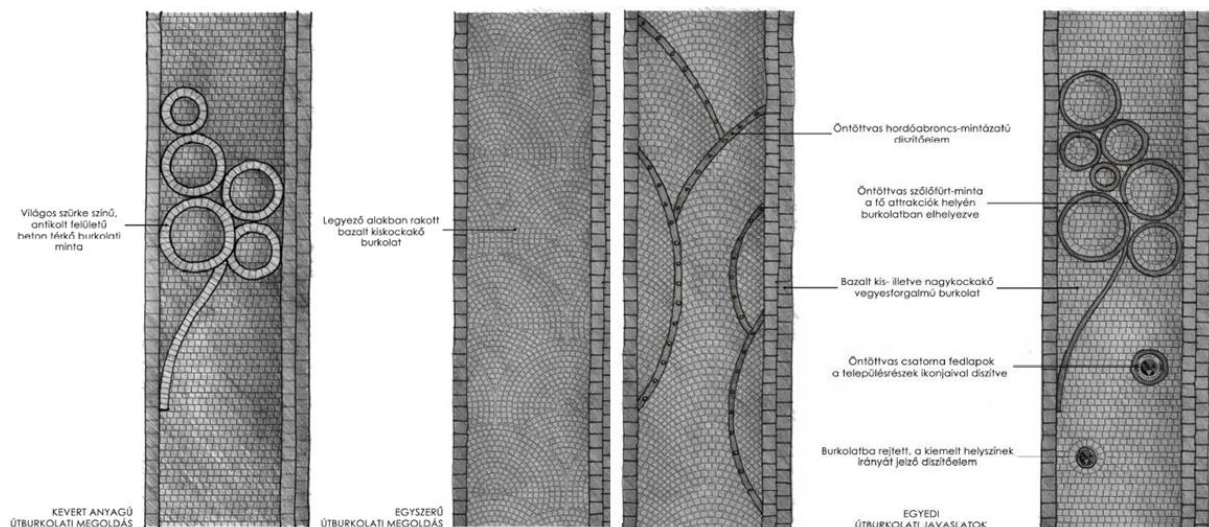 Világos szürke színű,
antikolt felületű
beton térkő burkolati
minta
KEVERT ANYAGÚ
ÚTBURKOLATI MEGOLDÁS
Legyező alakban rakott
bazalt kiskockakő
burkolat
EGYSZERŰ
ÚTBURKOLATI MEGOLDÁS
Öntöttvas hordóabroncs-mintázatú
díszítőelem
Öntöttvas szőlőfürt-minta
a fő attrakciók helyén
burkolatban elhelyezve
Bazalt kis- illetve nagykockakő
vegyesforgalmú burkolat
Öntöttvas csatorna fedlapok
a településrészek ikonjaival díszítve
Burkolatba rejtett, a kiemelt helyszínek
irányát jelző díszítőelem
EGYEDI
ÚTBURKOLATI JAVASLATOK